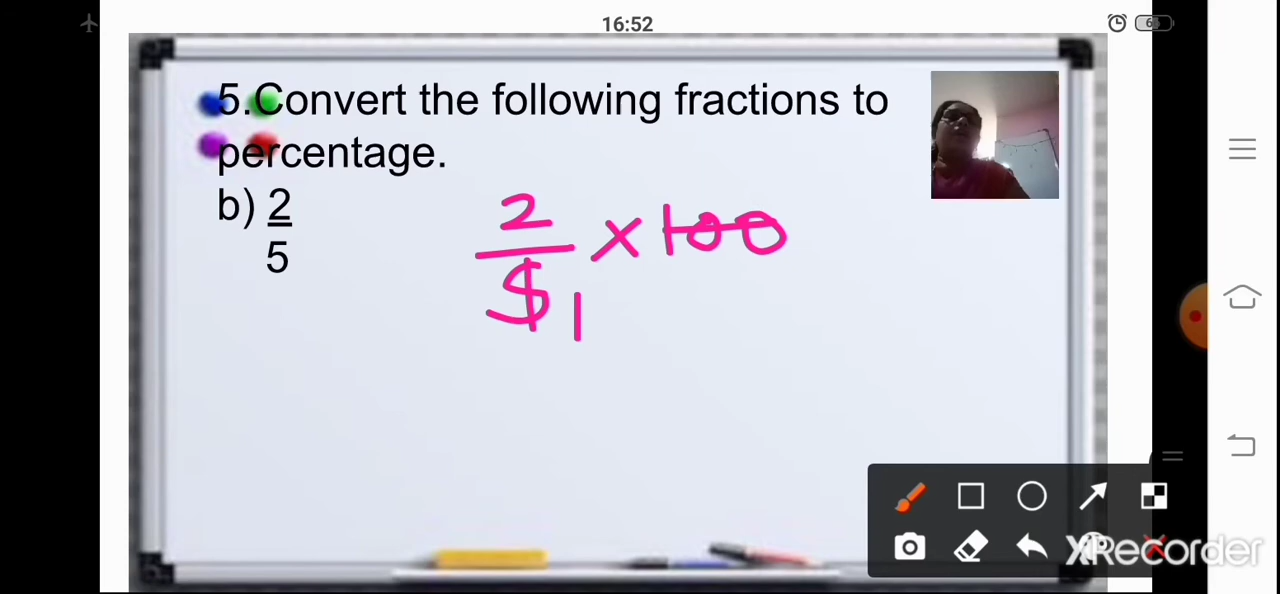 16:52
5.Convert the following fractions to
percentage.
b) 2
5
2
5 1
× 100
XRecorder